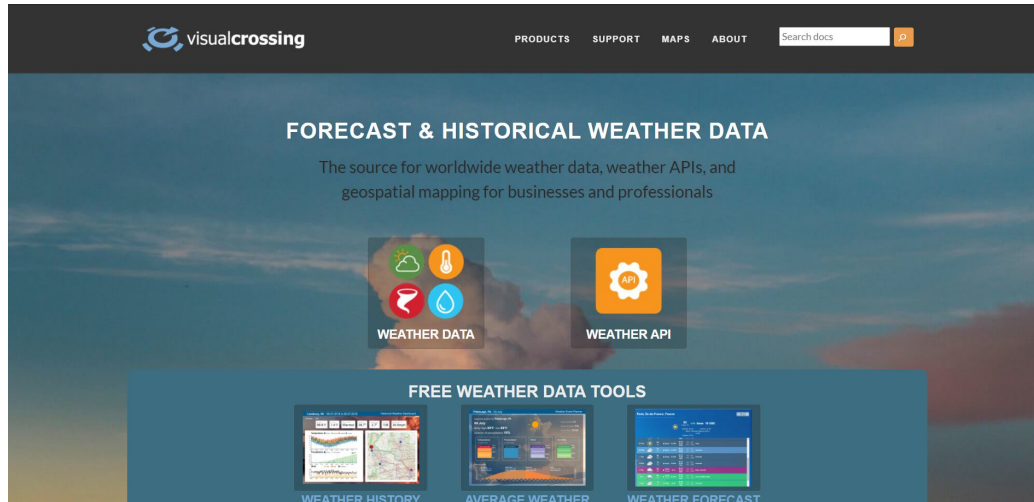 visualcrossing
PRODUCTS SUPPORT MAPS ABOUT
Search docs
FORECAST & HISTORICAL WEATHER DATA
The source for worldwide weather data, weather APIs, and
geospatial mapping for businesses and professionals
API
WEATHER DATA
WEATHER API
FREE WEATHER DATA TOOLS
WEATHER HISTORY
AVERAGE WEATHER
WEATHER FORECAST